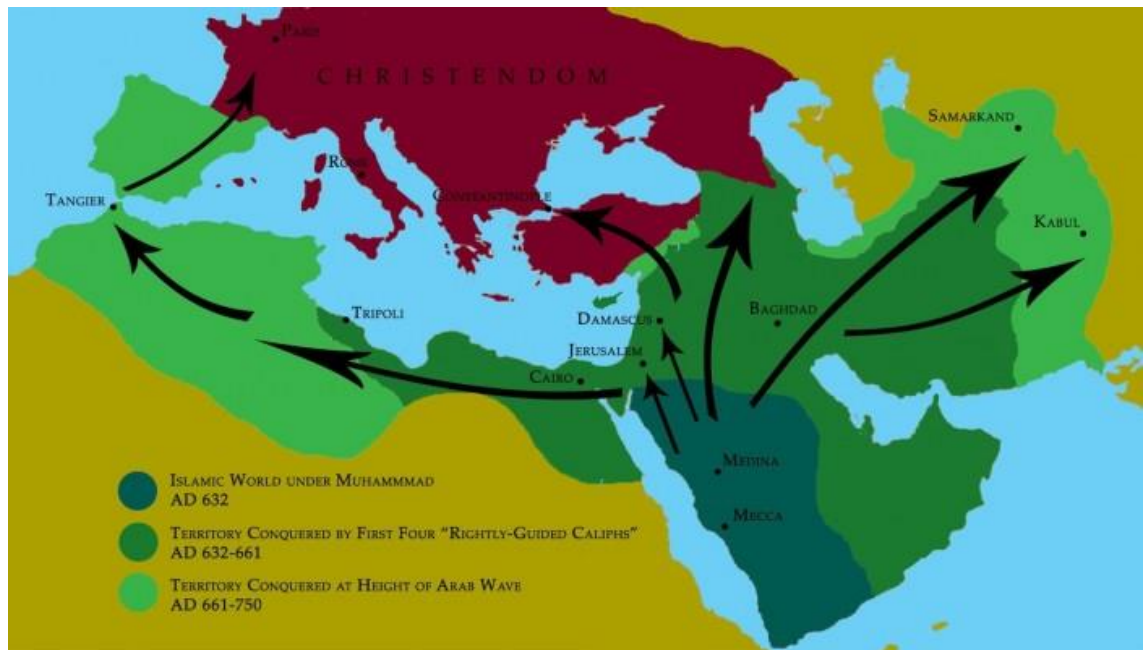 Paris
CHRISTENDOM
Samarkand
Rome
Constantinople
Tangier
Kabul
Tripoli
Damascus
Baghdad
Jerusalem
Cairo
Medina
Mecca
Islamic World under Muhammmad
AD 632
Territory Conquered by First Four "Rightly-Guided Caliphs"
AD 632-661
Territory Conquered at Height of Arab Wave
AD 661-750